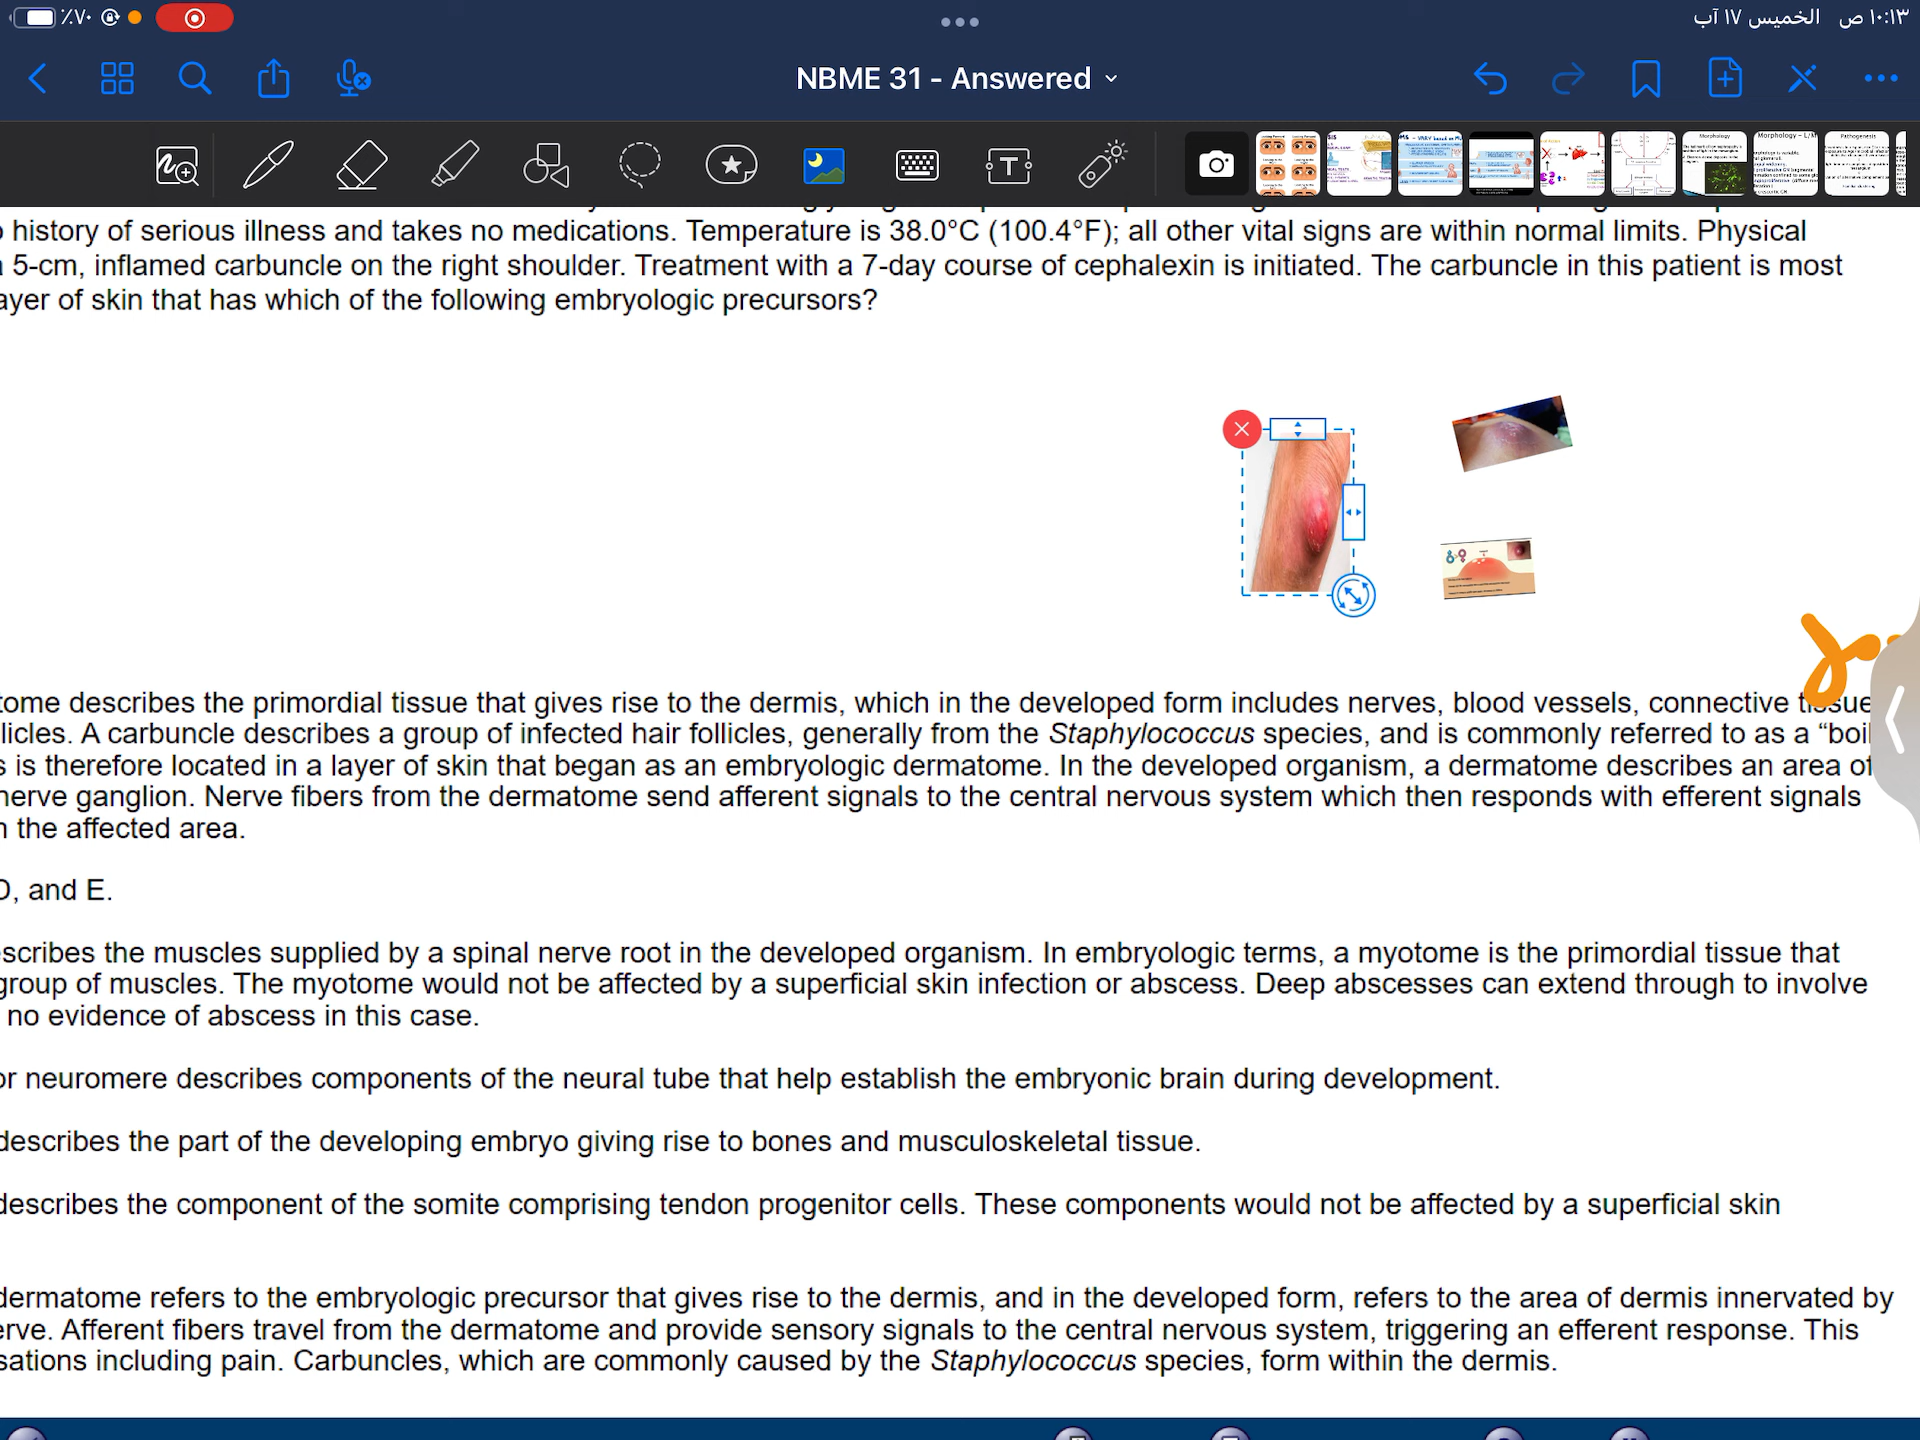 ٪٧٠
١٠:١٣ ص الخميس ١٧ آب
NBME 31 - Answered
history of serious illness and takes no medications. Temperature is 38.0°C (100.4°F); all other vital signs are within normal limits. Physical
5-cm, inflamed carbuncle on the right shoulder. Treatment with a 7-day course of cephalexin is initiated. The carbuncle in this patient is most
ayer of skin that has which of the following embryologic precursors?
tome describes the primordial tissue that gives rise to the dermis, which in the developed form includes nerves, blood vessels, connective tissue
licles. A carbuncle describes a group of infected hair follicles, generally from the Staphylococcus species, and is commonly referred to as a “boil
s is therefore located in a layer of skin that began as an embryologic dermatome. In the developed organism, a dermatome describes an area of
nerve ganglion. Nerve fibers from the dermatome send afferent signals to the central nervous system which then responds with efferent signals
n the affected area.
D, and E.
escribes the muscles supplied by a spinal nerve root in the developed organism. In embryologic terms, a myotome is the primordial tissue that
group of muscles. The myotome would not be affected by a superficial skin infection or abscess. Deep abscesses can extend through to involve
no evidence of abscess in this case.
or neuromere describes components of the neural tube that help establish the embryonic brain during development.
describes the part of the developing embryo giving rise to bones and musculoskeletal tissue.
describes the component of the somite comprising tendon progenitor cells. These components would not be affected by a superficial skin
dermatome refers to the embryologic precursor that gives rise to the dermis, and in the developed form, refers to the area of dermis innervated by
erve. Afferent fibers travel from the dermatome and provide sensory signals to the central nervous system, triggering an efferent response. This
sations including pain. Carbuncles, which are commonly caused by the Staphylococcus species, form within the dermis.